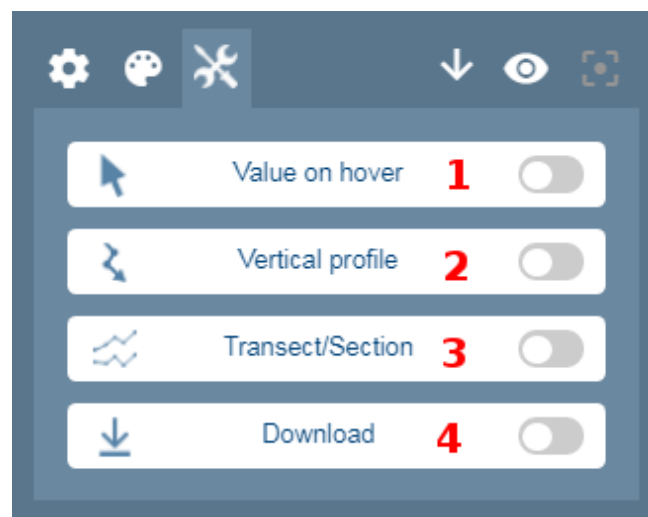 Value on hover 1
Vertical profile 2
Transect/Section 3
Download 4